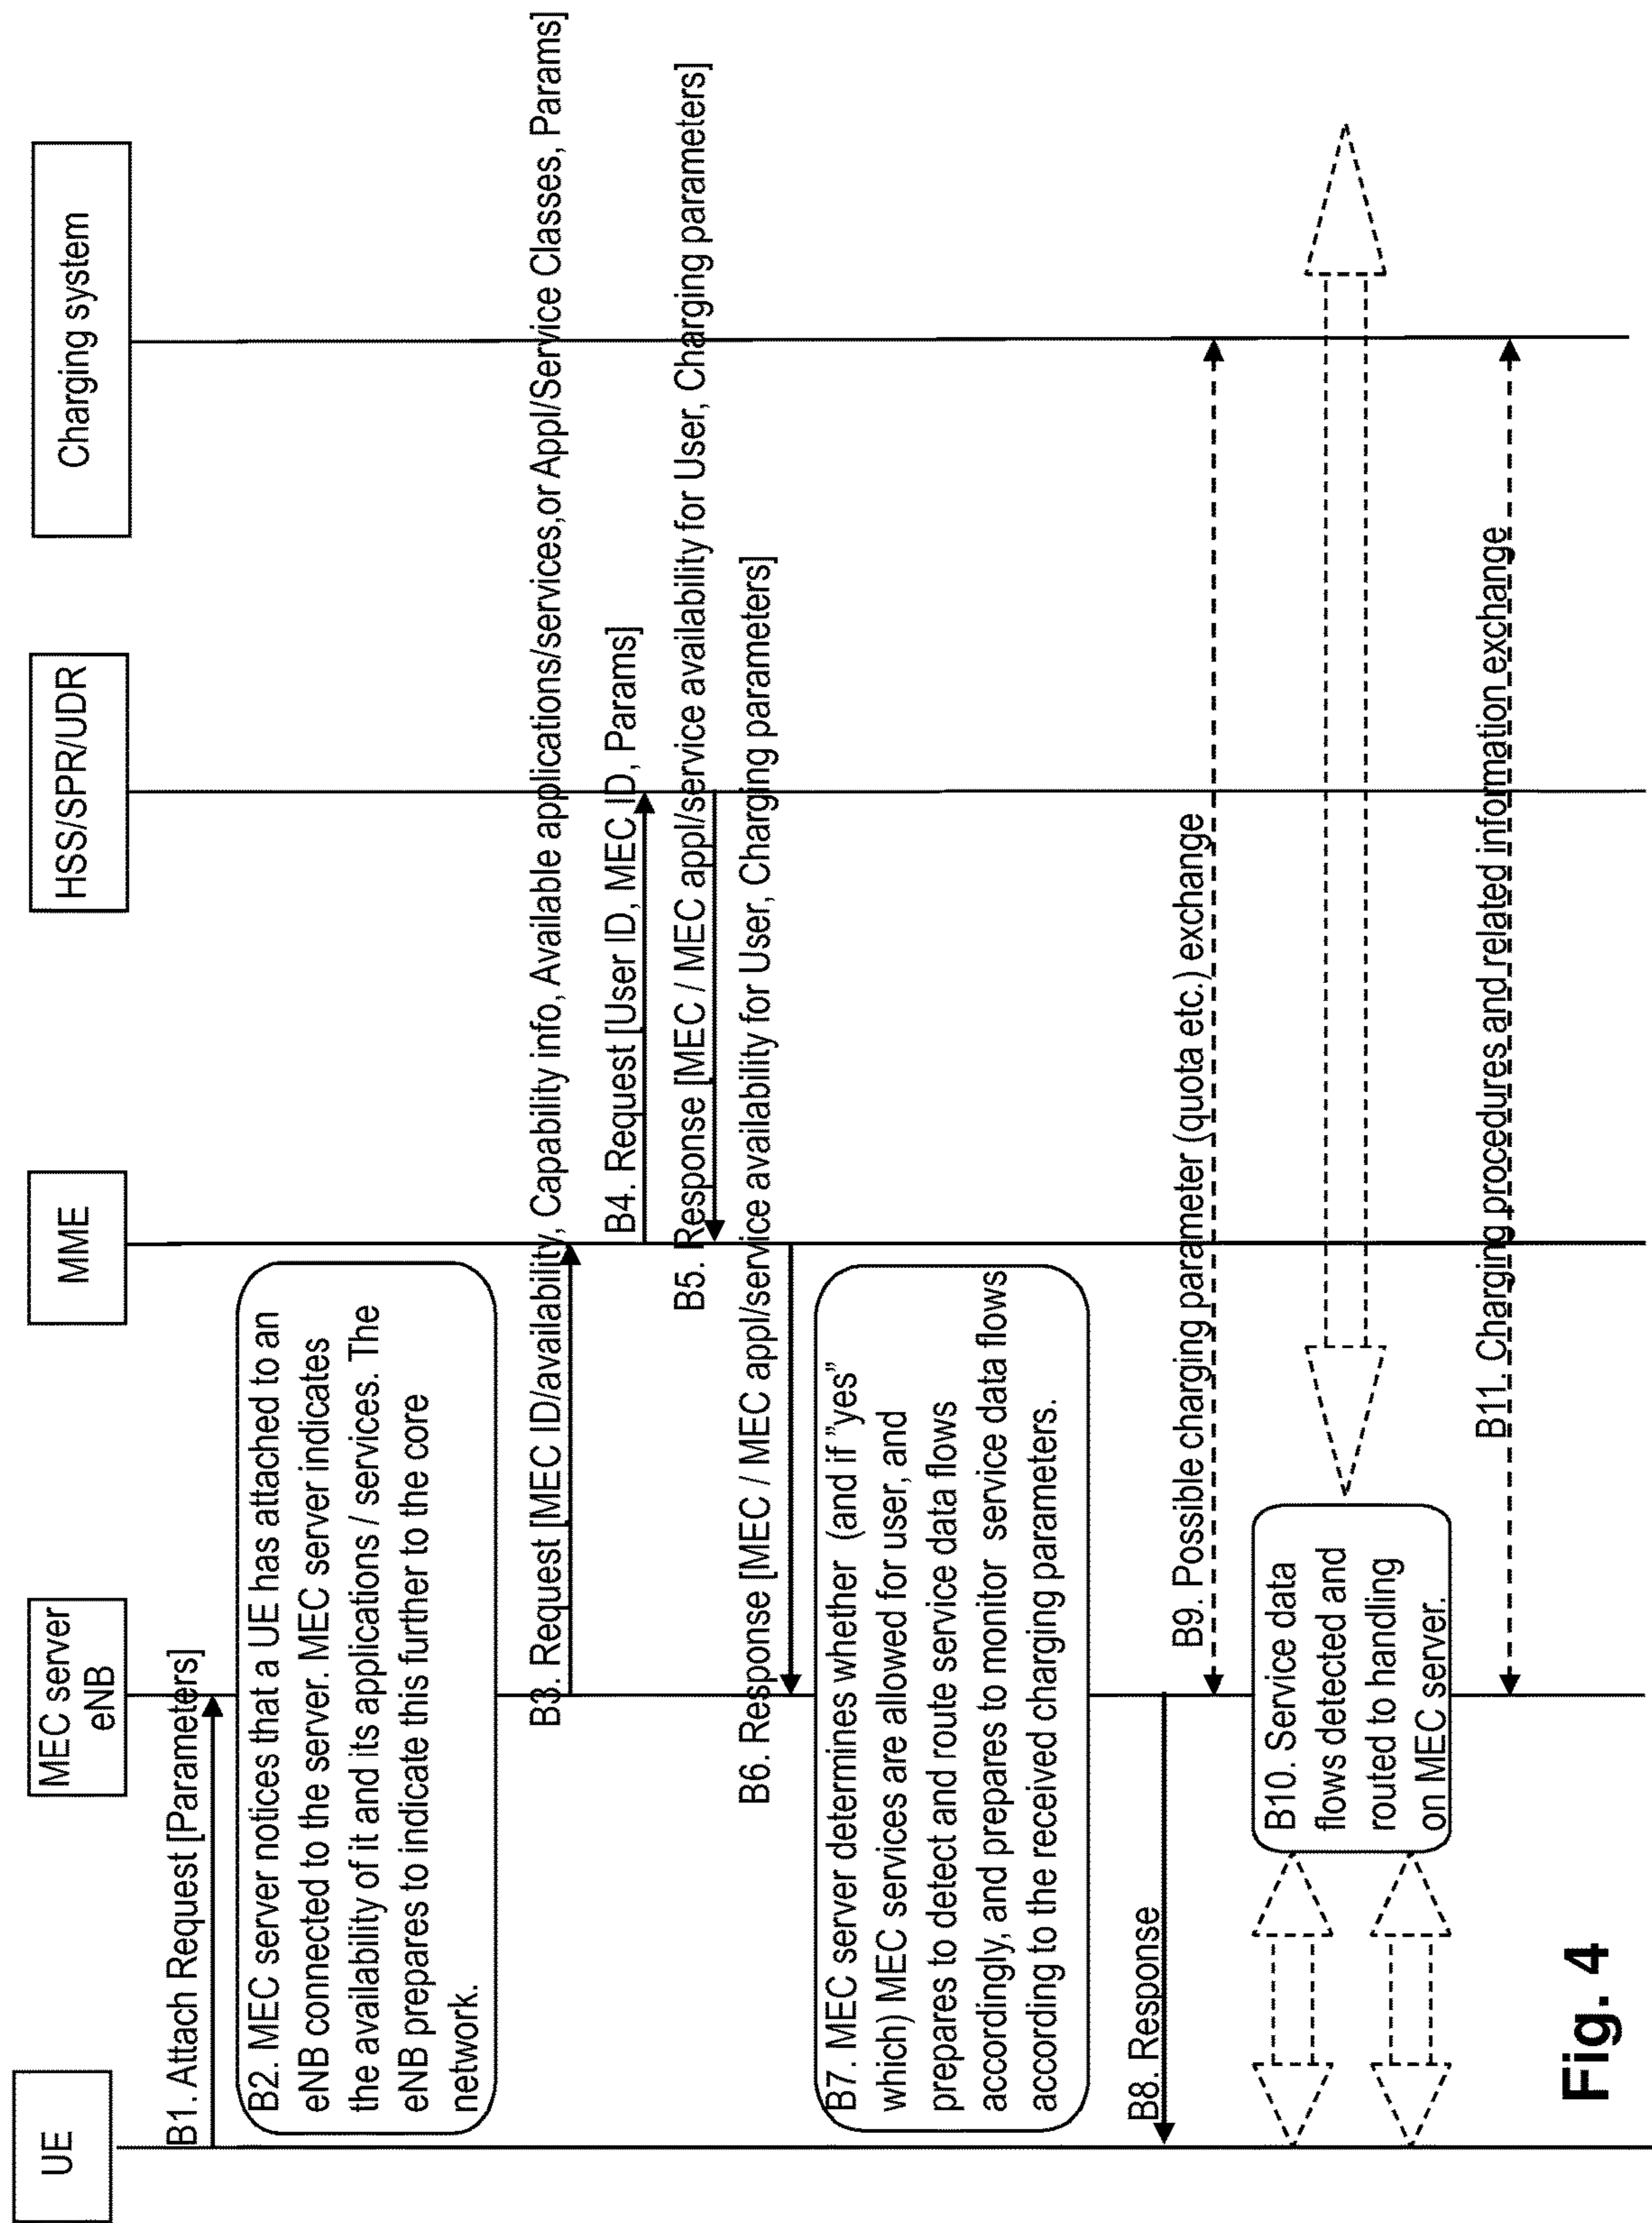 UE
MEC server
eNB
MME
HSS/SPR/UDR
Charging system
B1. Attach Request [Parameters]
B2. MEC server notices that a UE has attached to an
eNB connected to the server. MEC server indicates
the availability of it and its applications / services. The
eNB prepares to indicate this further to the core
network.
B3. Request [MEC ID/availability, Capability info, Available applications/services,or Appl/Service Classes, Params]
B4. Request [User ID, MEC ID, Params]
B5. Response [MEC / MEC appl/service availability for User, Charging parameters]
B6. Response [MEC / MEC appl/service available for User, Charging parameters]
B7. MEC server determines whether (and if "yes"
which) MEC services are allowed for user, and
prepares to detect and route service data flows
accordingly, and prepares to monitor service data flows
according to the received charging parameters.
B8. Response
B9. Possible charging parameter (quota etc.) exchange
B10. Service data
flows detected and
routed to handling
on MEC server.
B11. Charging procedures and related information exchange
Fig. 4